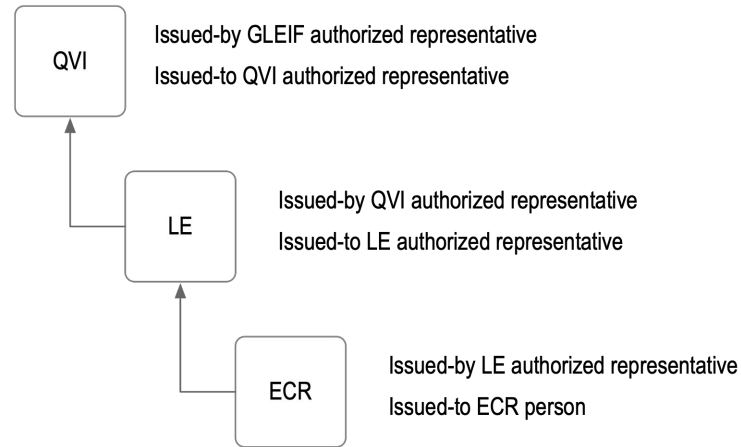 QVI
Issued-by GLEIF authorized representative
Issued-to QVI authorized representative
LE
Issued-by QVI authorized representative
Issued-to LE authorized representative
ECR
Issued-by LE authorized representative
Issued-to ECR person